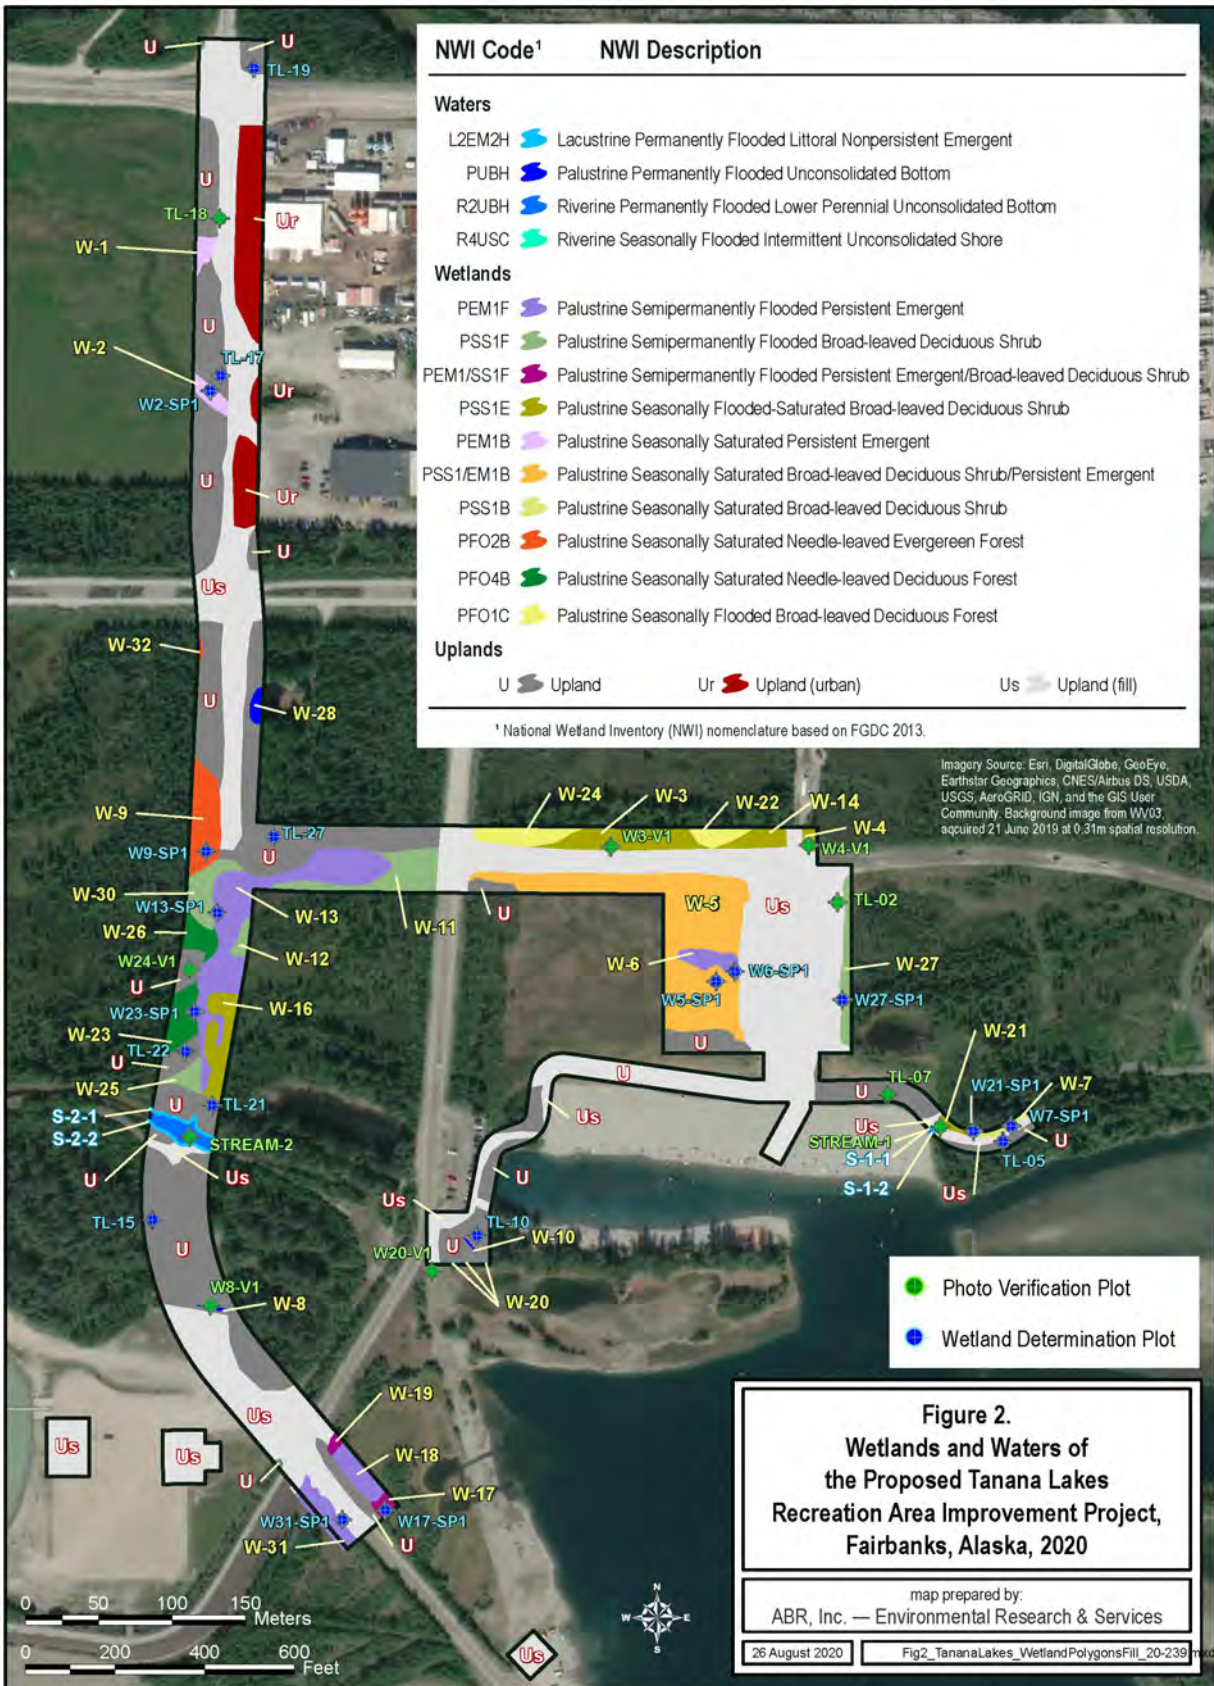 NWI Code¹ NWI Description
Waters
L2EM2H Lacustrine Permanently Flooded Littoral Nonpersistent Emergent
PUBH Palustrine Permanently Flooded Unconsolidated Bottom
R2UBH Riverine Permanently Flooded Lower Perennial Unconsolidated Bottom
R4USC Riverine Seasonally Flooded Intermittent Unconsolidated Shore
Wetlands
PEM1F Palustrine Semipermanently Flooded Persistent Emergent
PSS1F Palustrine Semipermanently Flooded Broad-leaved Deciduous Shrub
PEM1/SS1F Palustrine Semipermanently Flooded Persistent Emergent/Broad-leaved Deciduous Shrub
PSS1E Palustrine Seasonally Flooded-Saturated Broad-leaved Deciduous Shrub
PEM1B Palustrine Seasonally Saturated Persistent Emergent
PSS1/EM1B Palustrine Seasonally Saturated Broad-leaved Deciduous Shrub/Persistent Emergent
PSS1B Palustrine Seasonally Saturated Broad-leaved Deciduous Shrub
PFO2B Palustrine Seasonally Saturated Needle-leaved Evergereen Forest
PFO4B Palustrine Seasonally Saturated Needle-leaved Deciduous Forest
PFO1C Palustrine Seasonally Flooded Broad-leaved Deciduous Forest
Uplands
U Upland Ur Upland (urban) Us Upland (fill)
¹ National Wetland Inventory (NWI) nomenclature based on FGDC 2013.
Imagery Source: Esri, DigitalGlobe, GeoEye,
Earthstar Geographics, CNES/Airbus DS, USDA,
USGS, AeroGRID, IGN, and the GIS User
Community. Background image from WV03,
aqcuired 21 June 2019 at 0.31m spatial resolution.
U
U
TL-19
U
TL-18
Ur
W-1
U
W-2
TL-17
W2-SP1
Ur
U
Ur
U
Us
W-32
U
W-28
W-24
W-3
W-22
W-14
W-9
TL-27
W3-V1
W-4
W9-SP1
U
W4-V1
W-30
W13-SP1
W-13
W-11
U
W-5
Us
TL-02
W-26
W-12
W24-V1
W-6
W6-SP1
W-27
U
W5-SP1
W23-SP1
W-16
W27-SP1
W-23
TL-22
U
W-21
U
W-25
U
TL-07
W21-SP1
W-7
U
TL-21
S-2-1
U
Us
W7-SP1
S-2-2
STREAM-2
Us
STREAM-1
U
TL-05
S-1-1
U
Us
U
S-1-2
Us
Us
TL-15
TL-10
U
U
W-10
W20-V1
W-20
W8-V1
W-8
Photo Verification Plot
Wetland Determination Plot
W-19
Us
Us
Us
W-18
U
W-17
W31-SP1
W17-SP1
W-31
U
Us
N
W E
S
0 50 100 150
Meters
0 200 400 600
Feet
Figure 2.
Wetlands and Waters of
the Proposed Tanana Lakes
Recreation Area Improvement Project,
Fairbanks, Alaska, 2020
map prepared by:
ABR, Inc. — Environmental Research & Services
26 August 2020
Fig2_TananaLakes_WetlandPolygonsFill_20-239.mxd